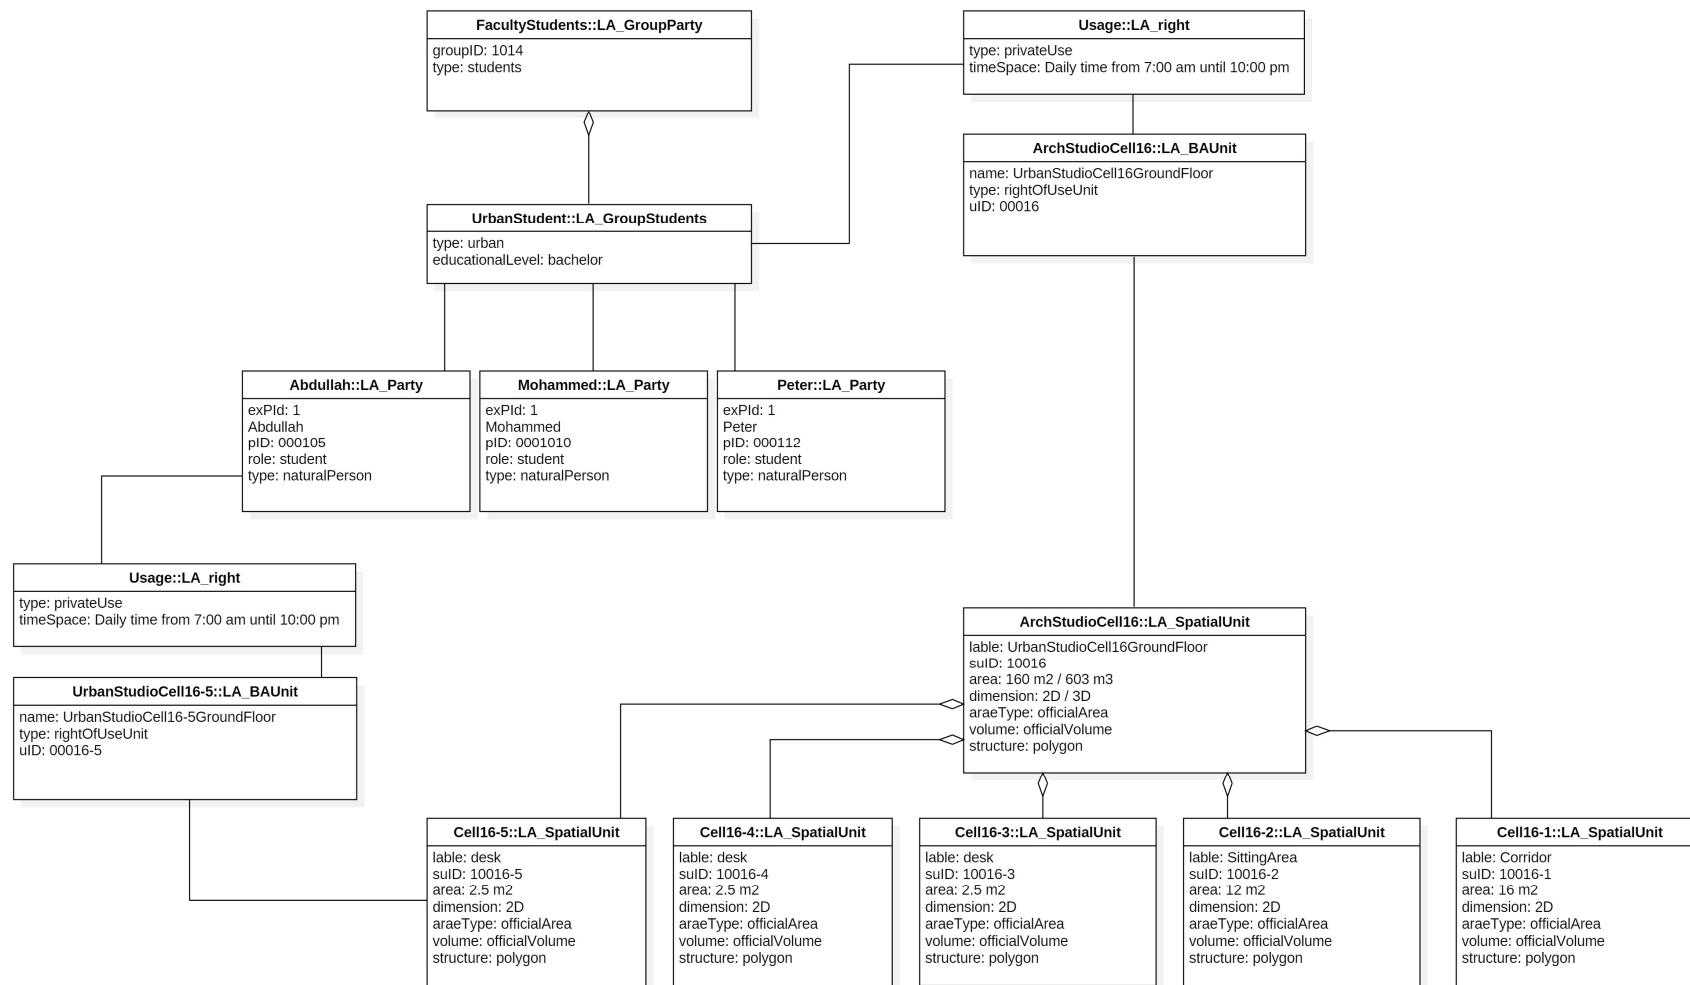 FacultyStudents::LA_GroupParty
groupID: 1014
type: students
Usage::LA_right
type: privateUse
timeSpace: Daily time from 7:00 am until 10:00 pm
ArchStudioCell16::LA_BAUnit
name: UrbanStudioCell16GroundFloor
type: rightOfUseUnit
uID: 00016
UrbanStudent::LA_GroupStudents
type: urban
educationalLevel: bachelor
Abdullah::LA_Party
exPId: 1
Abdullah
pID: 000105
role: student
type: naturalPerson
Mohammed::LA_Party
exPId: 1
Mohammed
pID: 0001010
role: student
type: naturalPerson
Peter::LA_Party
exPId: 1
Peter
pID: 000112
role: student
type: naturalPerson
Usage::LA_right
type: privateUse
timeSpace: Daily time from 7:00 am until 10:00 pm
UrbanStudioCell16-5::LA_BAUnit
name: UrbanStudioCell16-5GroundFloor
type: rightOfUseUnit
uID: 00016-5
ArchStudioCell16::LA_SpatialUnit
lable: UrbanStudioCell16GroundFloor
suID: 10016
area: 160 m2 / 603 m3
dimension: 2D / 3D
araeType: officialArea
volume: officialVolume
structure: polygon
Cell16-5::LA_SpatialUnit
lable: desk
suID: 10016-5
area: 2.5 m2
dimension: 2D
araeType: officialArea
volume: officialVolume
structure: polygon
Cell16-4::LA_SpatialUnit
lable: desk
suID: 10016-4
area: 2.5 m2
dimension: 2D
araeType: officialArea
volume: officialVolume
structure: polygon
Cell16-3::LA_SpatialUnit
lable: desk
suID: 10016-3
area: 2.5 m2
dimension: 2D
araeType: officialArea
volume: officialVolume
structure: polygon
Cell16-2::LA_SpatialUnit
lable: SittingArea
suID: 10016-2
area: 12 m2
dimension: 2D
araeType: officialArea
volume: officialVolume
structure: polygon
Cell16-1::LA_SpatialUnit
lable: Corridor
suID: 10016-1
area: 16 m2
dimension: 2D
araeType: officialArea
volume: officialVolume
structure: polygon